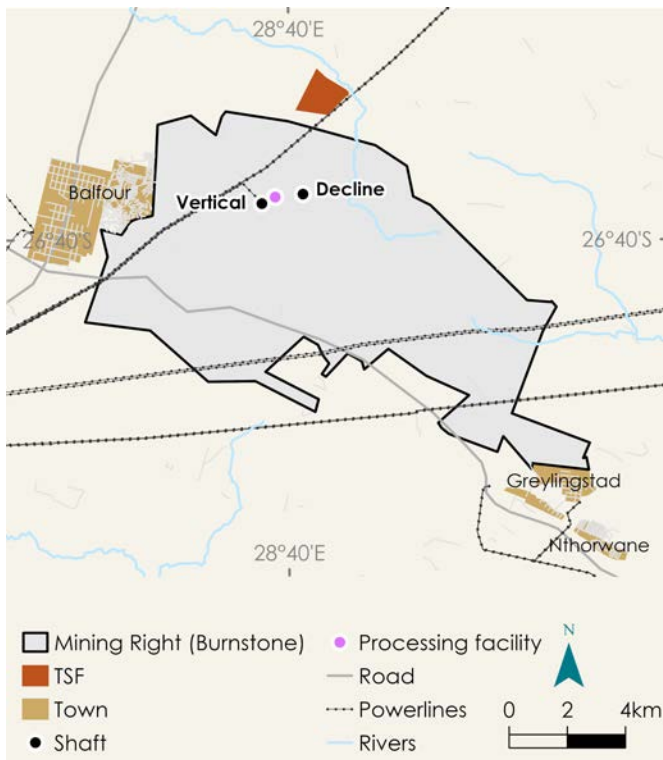 28°40'E
Balfour
Vertical
Decline
26°40'S
26°40'S
Greylingstad
Nthorwane
28°40'E
Mining Right (Burnstone)
TSF
Town
Shaft
Processing facility
Road
Powerlines
Rivers
N
0 2 4km